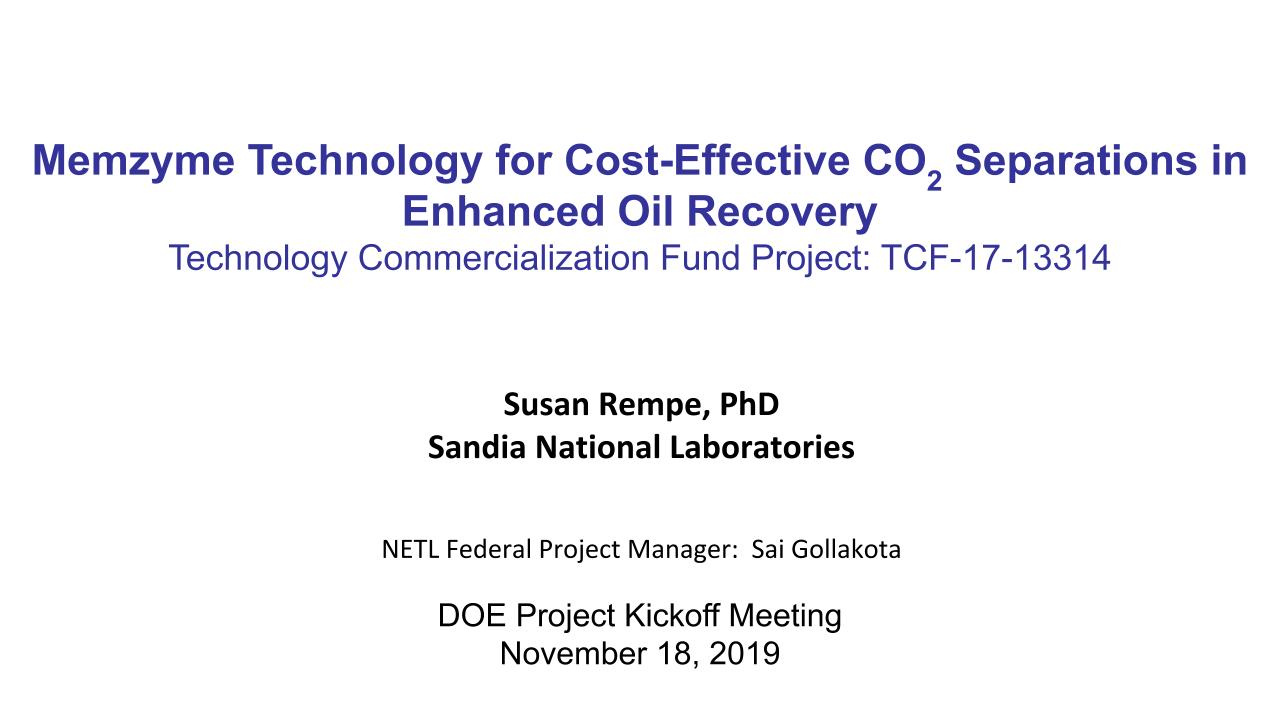 Memzyme Technology for Cost-Effective CO₂ Separations in
Enhanced Oil Recovery
Technology Commercialization Fund Project: TCF-17-13314
Susan Rempe, PhD
Sandia National Laboratories
NETL Federal Project Manager:  Sai Gollakota
DOE Project Kickoff Meeting
November 18, 2019